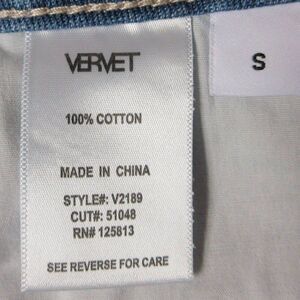 VERVET
S
100% COTTON
MADE IN CHINA
STYLE#: V2189
CUT#: 51048
RN# 125813
SEE REVERSE FOR CARE